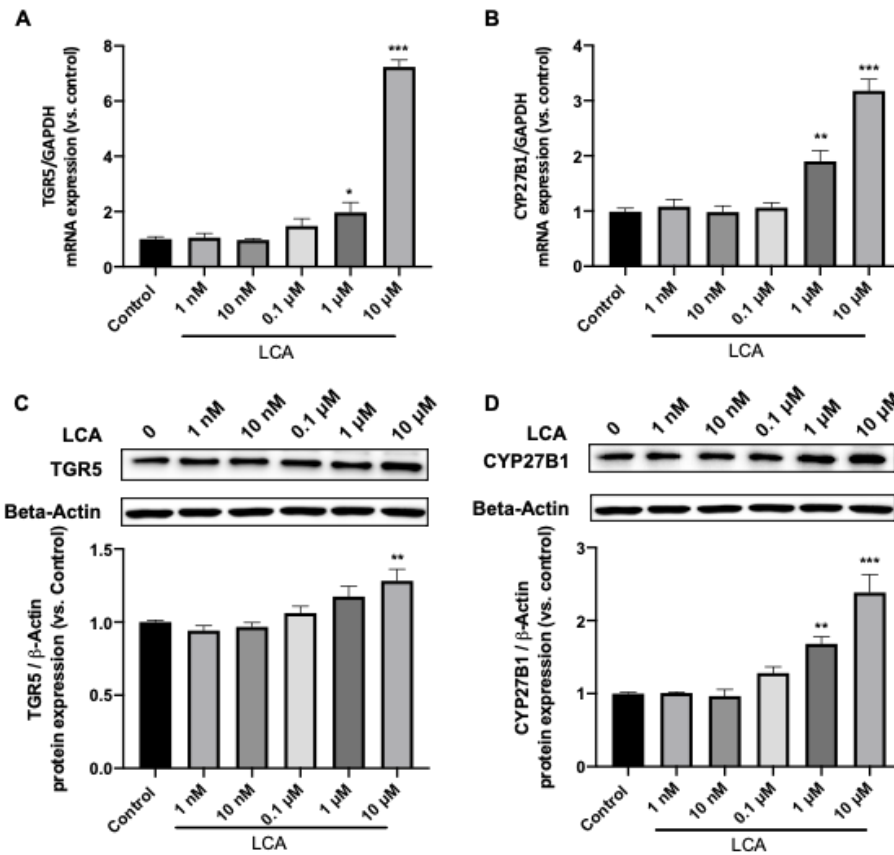 A
TGR5/GAPDH
mRNA expression (vs. control)
8
6
4
2
0
***
*
Control
1 nM
10 nM
0.1 μM
1 μM
10 μM
LCA
B
CYP27B1/GAPDH
mRNA expression (vs. control)
4
3
2
1
0
**
***
Control
1 nM
10 nM
0.1 μM
1 μM
10 μM
LCA
C
LCA
0
1 nM
10 nM
0.1 μM
1 μM
10 μM
TGR5
Beta-Actin
TGR5 / β-Actin
protein expression (vs. Control)
1.5
1.0
0.5
0.0
**
Control
1 nM
10 nM
0.1 μM
1 μM
10 μM
LCA
D
LCA
0
1 nM
10 nM
0.1 μM
1 μM
10 μM
CYP27B1
Beta-Actin
CYP27B1 / β-Actin
protein expression (vs. control)
3
2
1
0
**
***
Control
1 nM
10 nM
0.1 μM
1 μM
10 μM
LCA